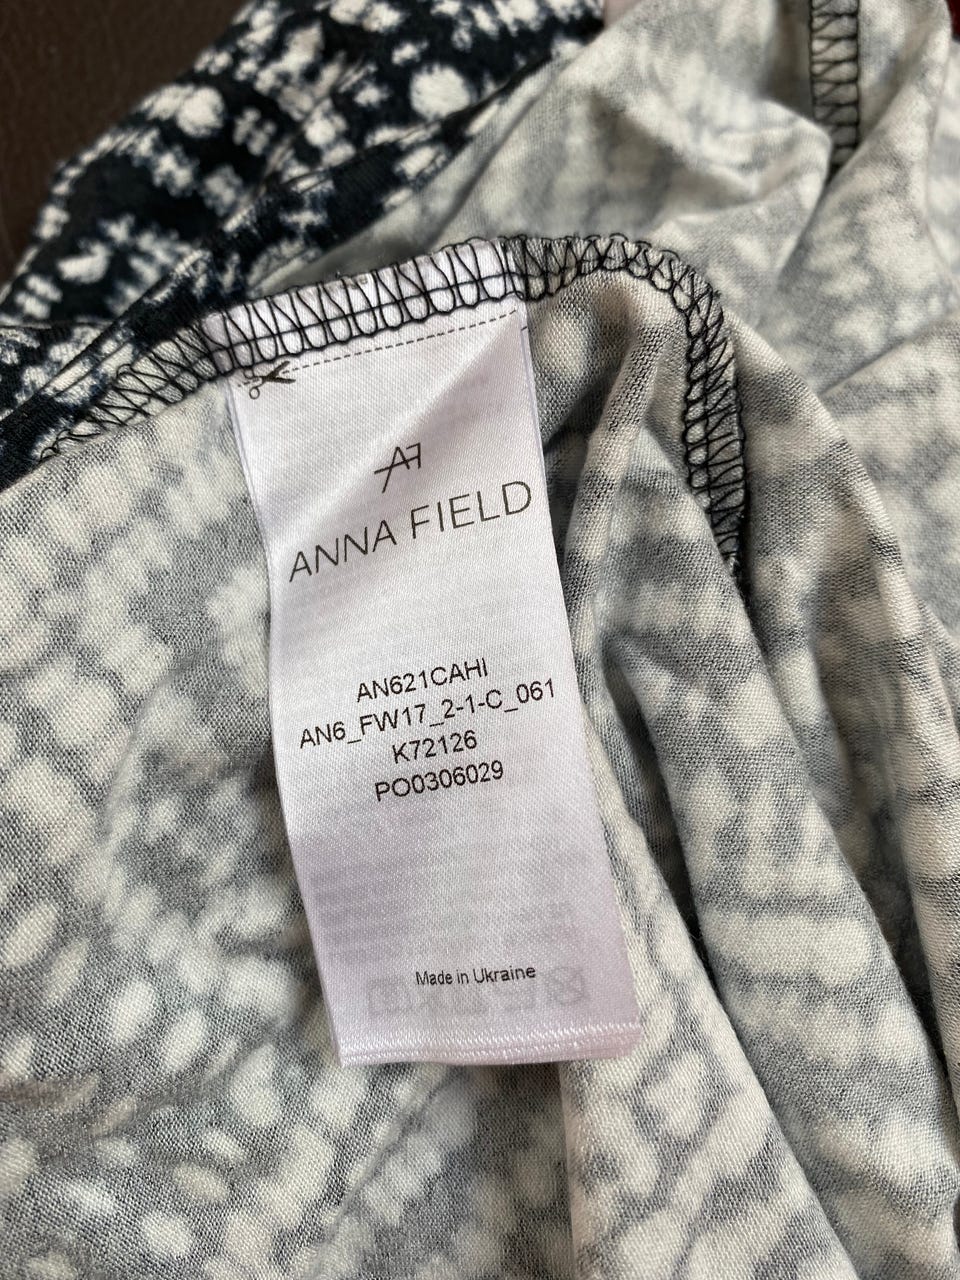 AF
ANNA FIELD
AN621CAHI
AN6_FW17_2-1-C_061
K72126
PO0306029
Made in Ukraine